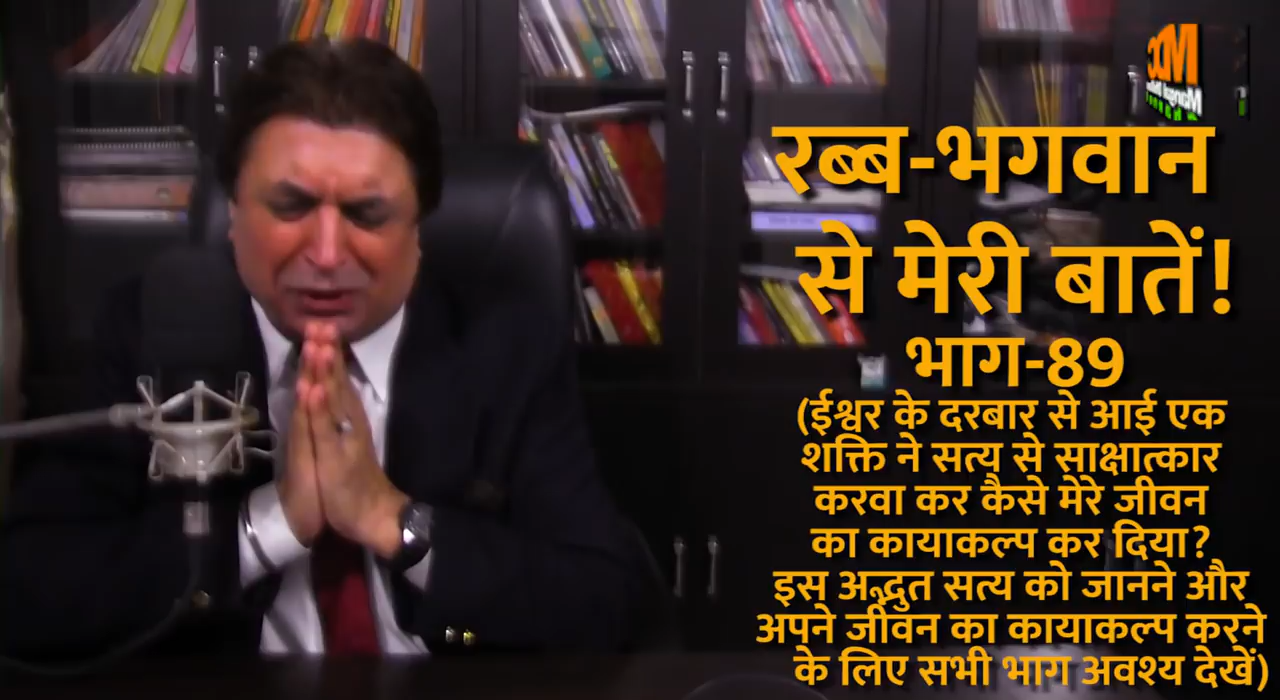 रब्ब-भगवान
से मेरी बातें!
भाग-89
(ईश्वर के दरबार से आई एक
शक्ति ने सत्य से साक्षात्कार
करवा कर कैसे मेरे जीवन
का कायाकल्प कर दिया?
इस अद्भुत सत्य को जानने और
अपने जीवन का कायाकल्प करने
के लिए सभी भाग अवश्य देखें)